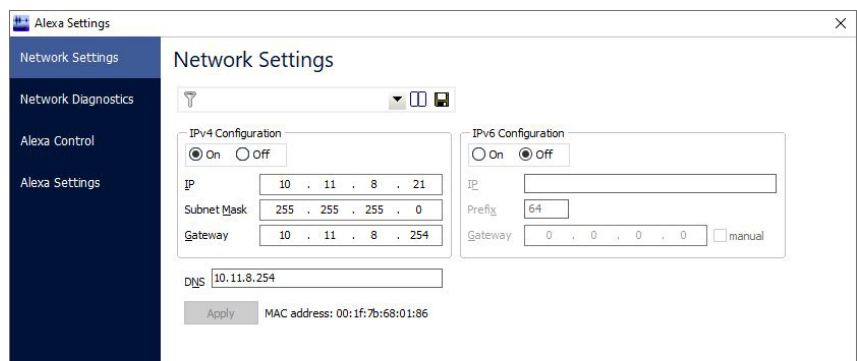 Alexa Settings
Network Settings
Network Diagnostics
Alexa Control
Alexa Settings
Network Settings
IPv4 Configuration
On Off
IP 10 . 11 . 8 . 21
Subnet Mask 255 . 255 . 255 . 0
Gateway 10 . 11 . 8 . 254
IPv6 Configuration
On Off
IP
Prefix 64
Gateway 0 . 0 . 0 . 0 manual
DNS 10.11.8.254
Apply MAC address: 00:1f:7b:68:01:86